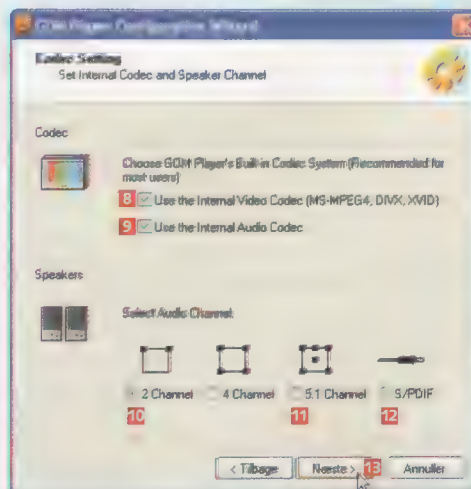 GOM Player Configuration Wizard
Codec Setting
Set Internal Codec and Speaker Channel
Codec
Choose GOM Player's Built-in Codec System (Recommended for
most users)
8 Use the Internal Video Codec (MS-MPEG4, DIVX, XVID)
9 Use the Internal Audio Codec
Speakers
Select Audio Channel
2 Channel 4 Channel 5.1 Channel S/PDIF
10 11 12
< Tilbage Næste > 13 Annuller